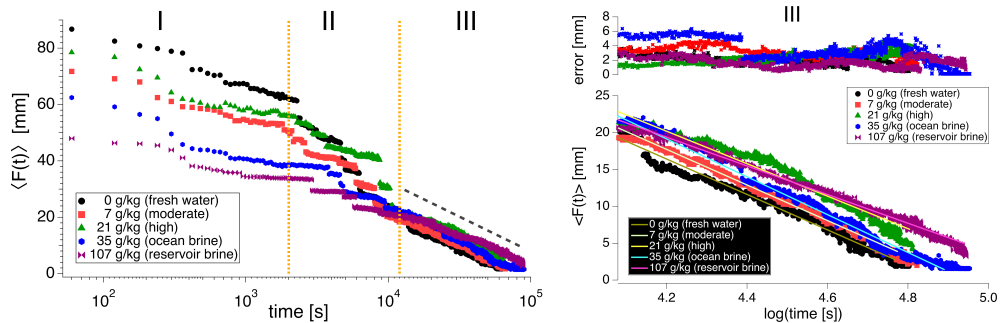 I II III
80
60
40
20
0
⟨F(t)⟩ [mm]
0 g/kg (fresh water)
7 g/kg (moderate)
21 g/kg (high)
35 g/kg (ocean brine)
107 g/kg (reservoir brine)
10² 10³ 10⁴ 10⁵
time [s]
III
8
6
4
2
0
error [mm]
0 g/kg (fresh water)
7 g/kg (moderate)
21 g/kg (high)
35 g/kg (ocean brine)
107 g/kg (reservoir brine)
25
20
15
10
5
0
<F(t)> [mm]
0 g/kg (fresh water)
7 g/kg (moderate)
21 g/kg (high)
35 g/kg (ocean brine)
107 g/kg (reservoir brine)
4.2 4.4 4.6 4.8 5.0
log(time [s])